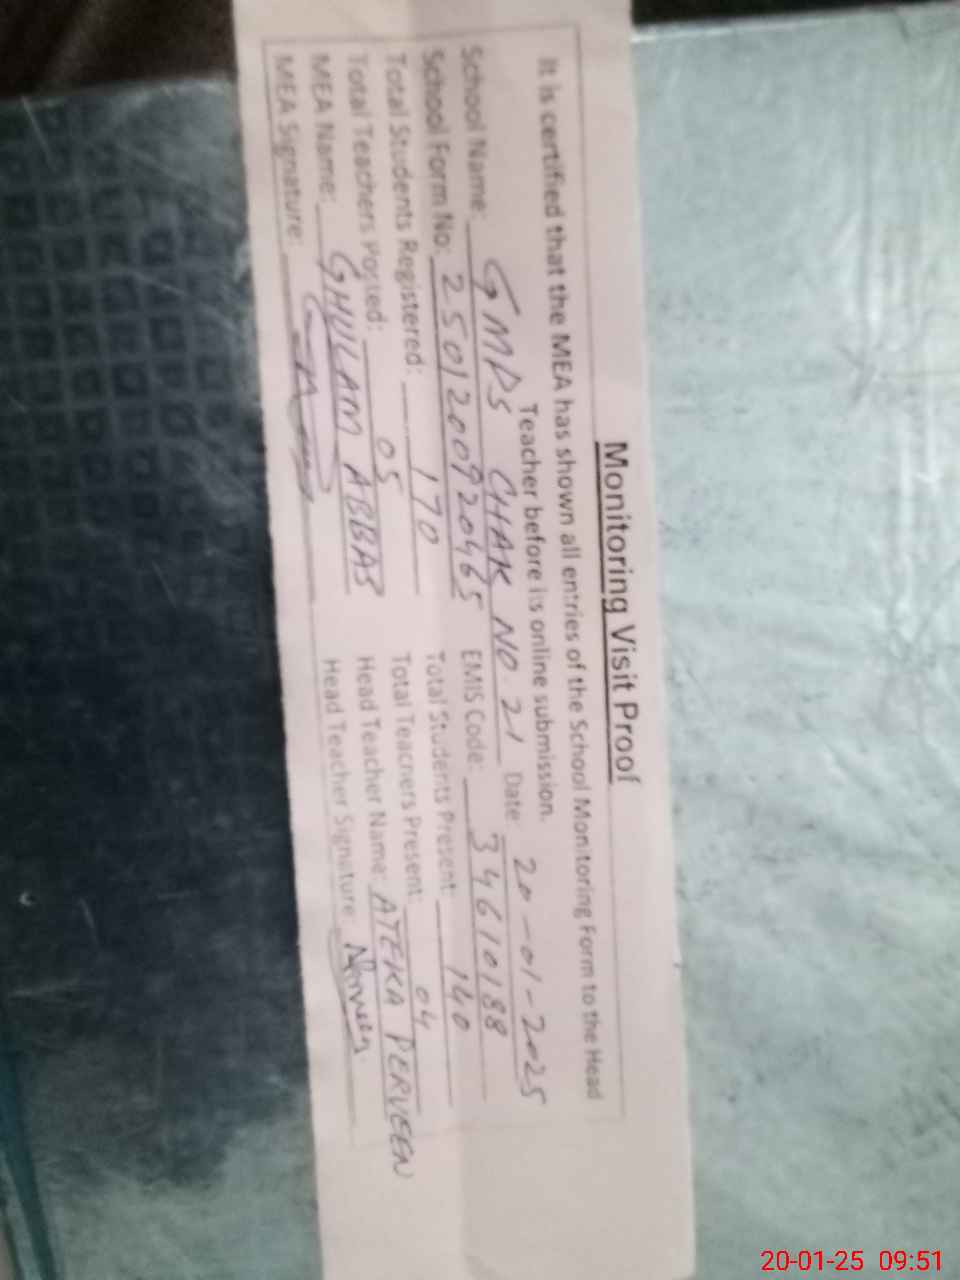 Monitoring Visit Proof
It is certified that the MEA has shown all entries of the School Monitoring Form to the Head
Teacher before its online submission.
School Name: GMPS CHAK NO. 21 Date 20-01-2025
School Form No: 2501200920465 EMIS Code: 34610188
Total Students Registered: 170 Total Students Present: 140
Total Teachers Posted: 05 Total Teachers Present: 04
MEA Name: GHULAM ABBAS Head Teacher Name: ATEKA PERVEEN
MEA Signature: Head Teacher Signature
20-01-25 09:51